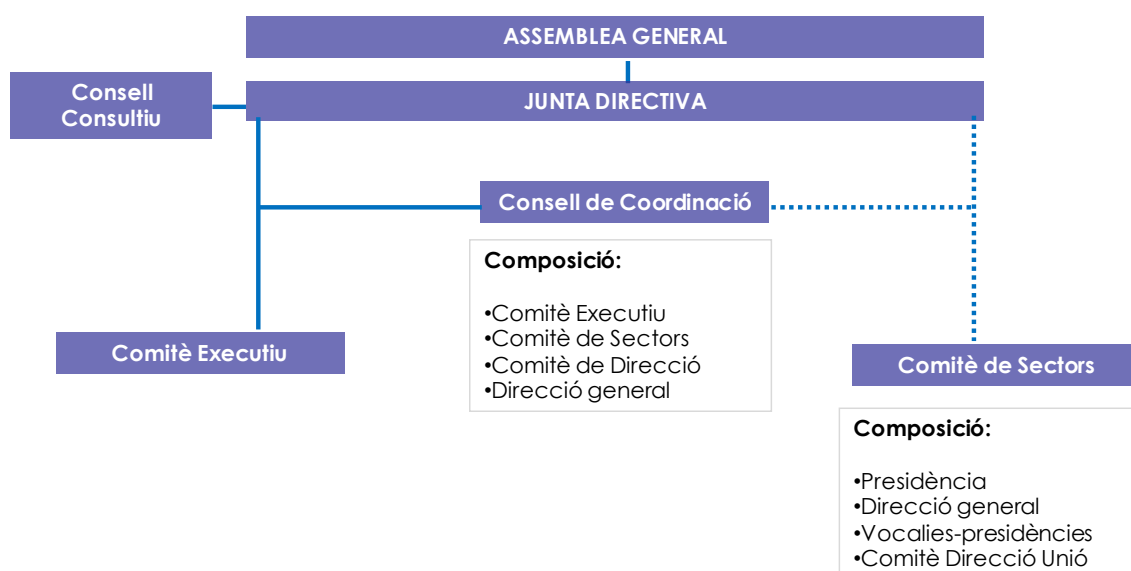 ASSEMBLEA GENERAL
Consell
Consultiu
JUNTA DIRECTIVA
Consell de Coordinació
Composició:
•Comitè Executiu
•Comitè de Sectors
•Comitè de Direcció
•Direcció general
Comitè Executiu
Comitè de Sectors
Composició:
•Presidència
•Direcció general
•Vocalies-presidències
•Comitè Direcció Unió